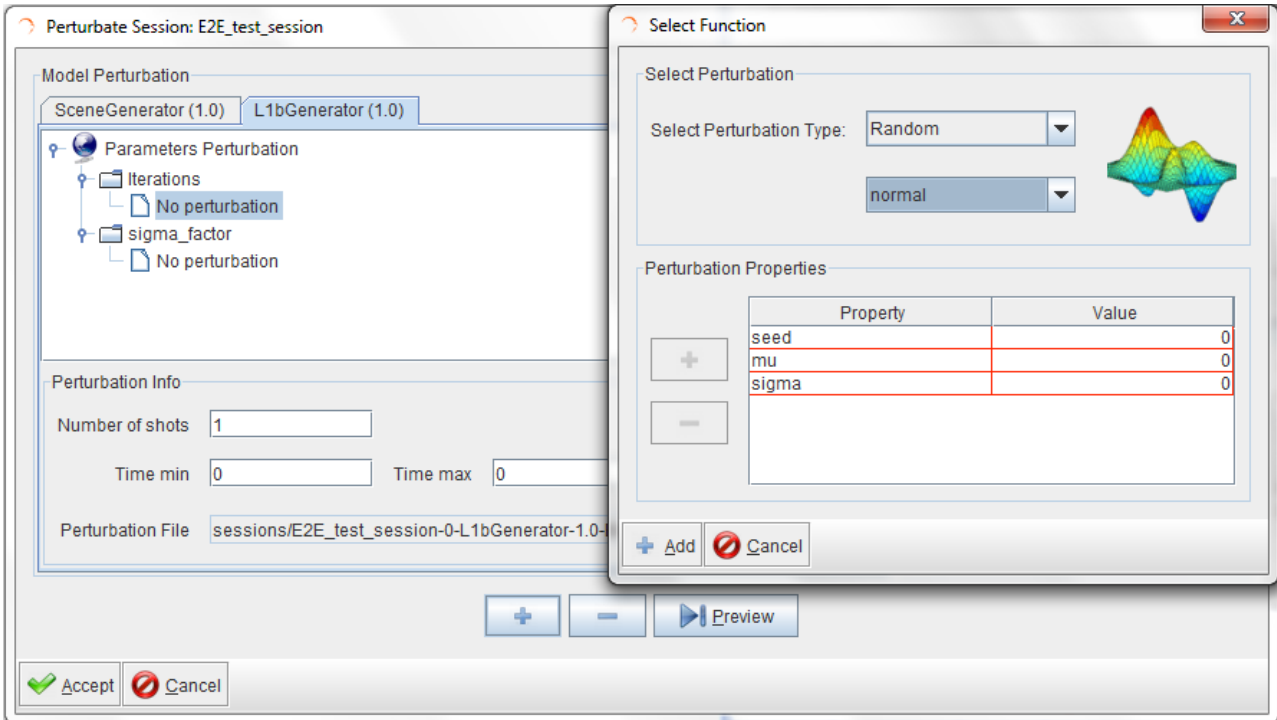 Perturbate Session: E2E_test_session
Model Perturbation
SceneGenerator (1.0) L1bGenerator (1.0)
Parameters Perturbation
Iterations
No perturbation
sigma_factor
No perturbation
Perturbation Info
Number of shots 1
Time min 0 Time max 0
Perturbation File sessions/E2E_test_session-0-L1bGenerator-1.0-
Preview
Accept Cancel
Select Function
Select Perturbation
Select Perturbation Type: Random
normal
Perturbation Properties
Property Value
seed 0
mu 0
sigma 0
Add Cancel